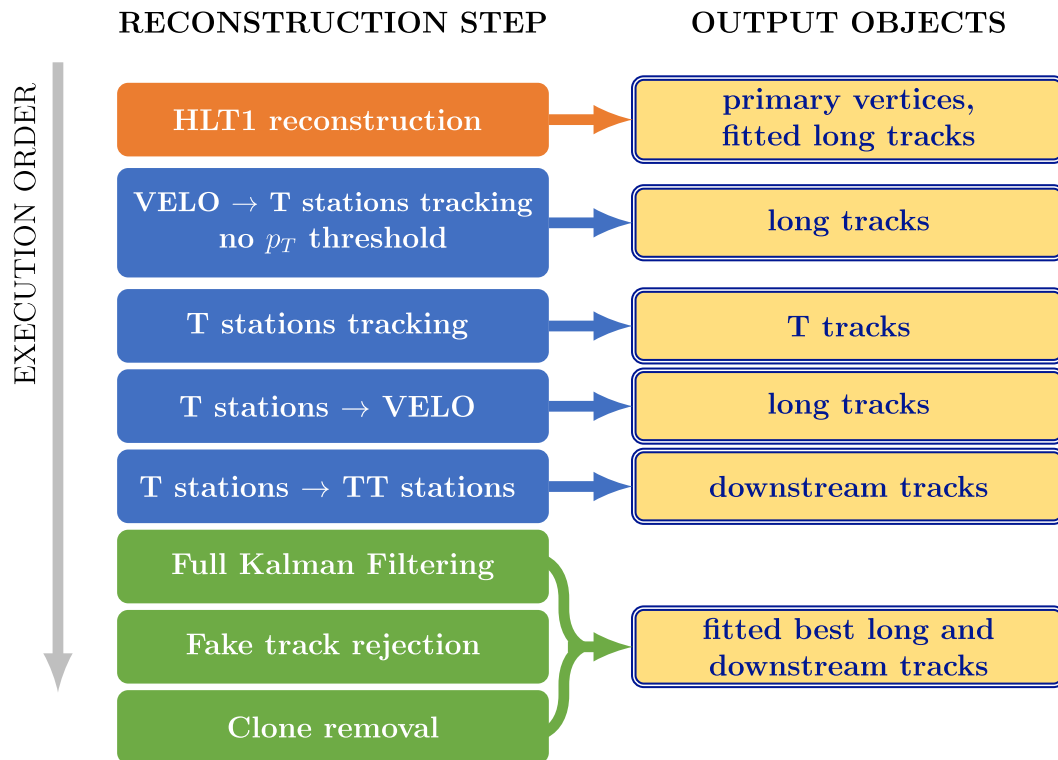 RECONSTRUCTION STEP
OUTPUT OBJECTS
EXECUTION ORDER
HLT1 reconstruction
primary vertices,
fitted long tracks
VELO → T stations tracking
no p_T threshold
long tracks
T stations tracking
T tracks
T stations → VELO
long tracks
T stations → TT stations
downstream tracks
Full Kalman Filtering
Fake track rejection
Clone removal
fitted best long and
downstream tracks